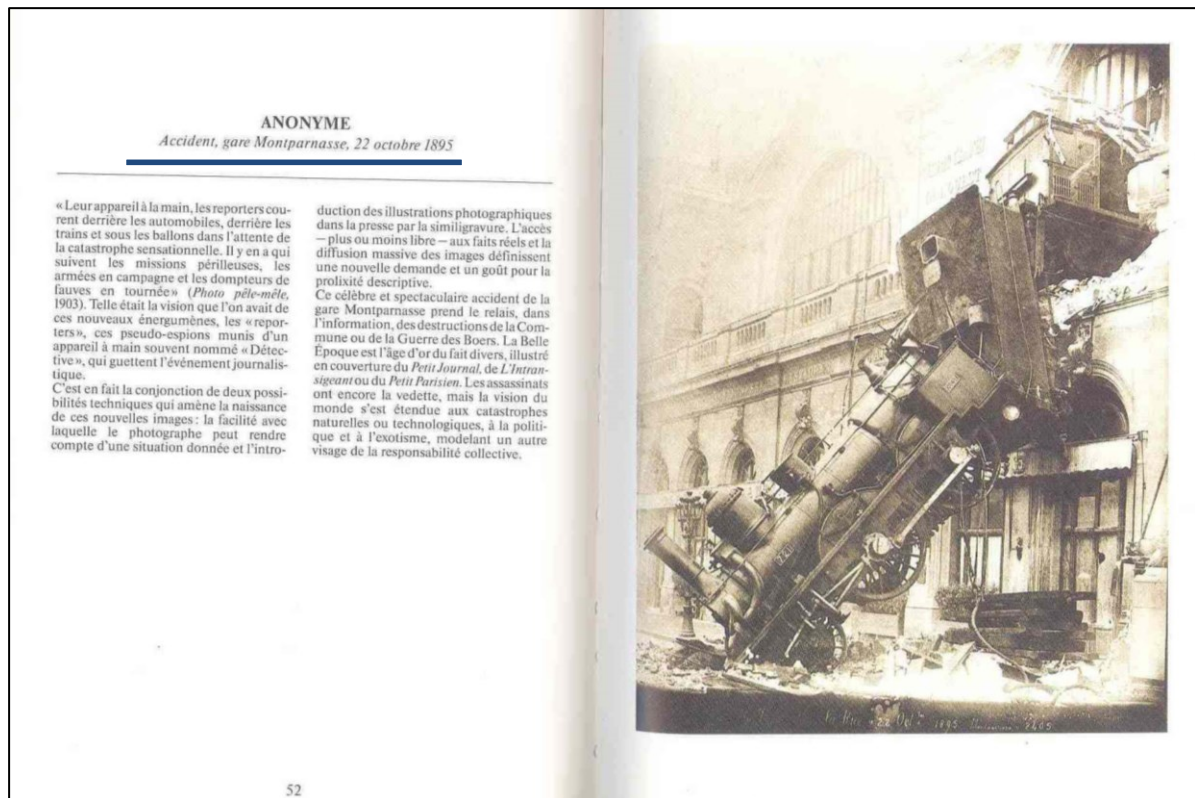 ANONYME
Accident, gare Montparnasse, 22 octobre 1895
«Leur appareil à la main, les reporters cou-
rent derrière les automobiles, derrière les
trains et sous les ballons dans l'attente de
la catastrophe sensationnelle. Il y en a qui
suivent les missions périlleuses, les
armées en campagne et les dompteurs de
fauves en tournée» (Photo pêle-mêle,
1903). Telle était la vision que l'on avait de
ces nouveaux énergumènes, les «repor-
ters», ces pseudo-espions munis d'un
appareil à main souvent nommé «Détec-
tive», qui guettent l'événement journalis-
tique.
C'est en fait la conjonction de deux possi-
bilités techniques qui amène la naissance
de ces nouvelles images : la facilité avec
laquelle le photographe peut rendre
compte d'une situation donnée et l'intro-
duction des illustrations photographiques
dans la presse par la similigravure. L'accès
– plus ou moins libre – aux faits réels et la
diffusion massive des images définissent
une nouvelle demande et un goût pour la
prolixité descriptive.
Ce célèbre et spectaculaire accident de la
gare Montparnasse prend le relais, dans
l'information, des destructions de la Com-
mune ou de la Guerre des Boers. La Belle
Époque est l'âge d'or du fait divers, illustré
en couverture du Petit Journal, de L'Intran-
sigeant ou du Petit Parisien. Les assassinats
ont encore la vedette, mais la vision du
monde s'est étendue aux catastrophes
naturelles ou technologiques, à la politi-
que et à l'exotisme, modelant un autre
visage de la responsabilité collective.
52
22 Oct 1895